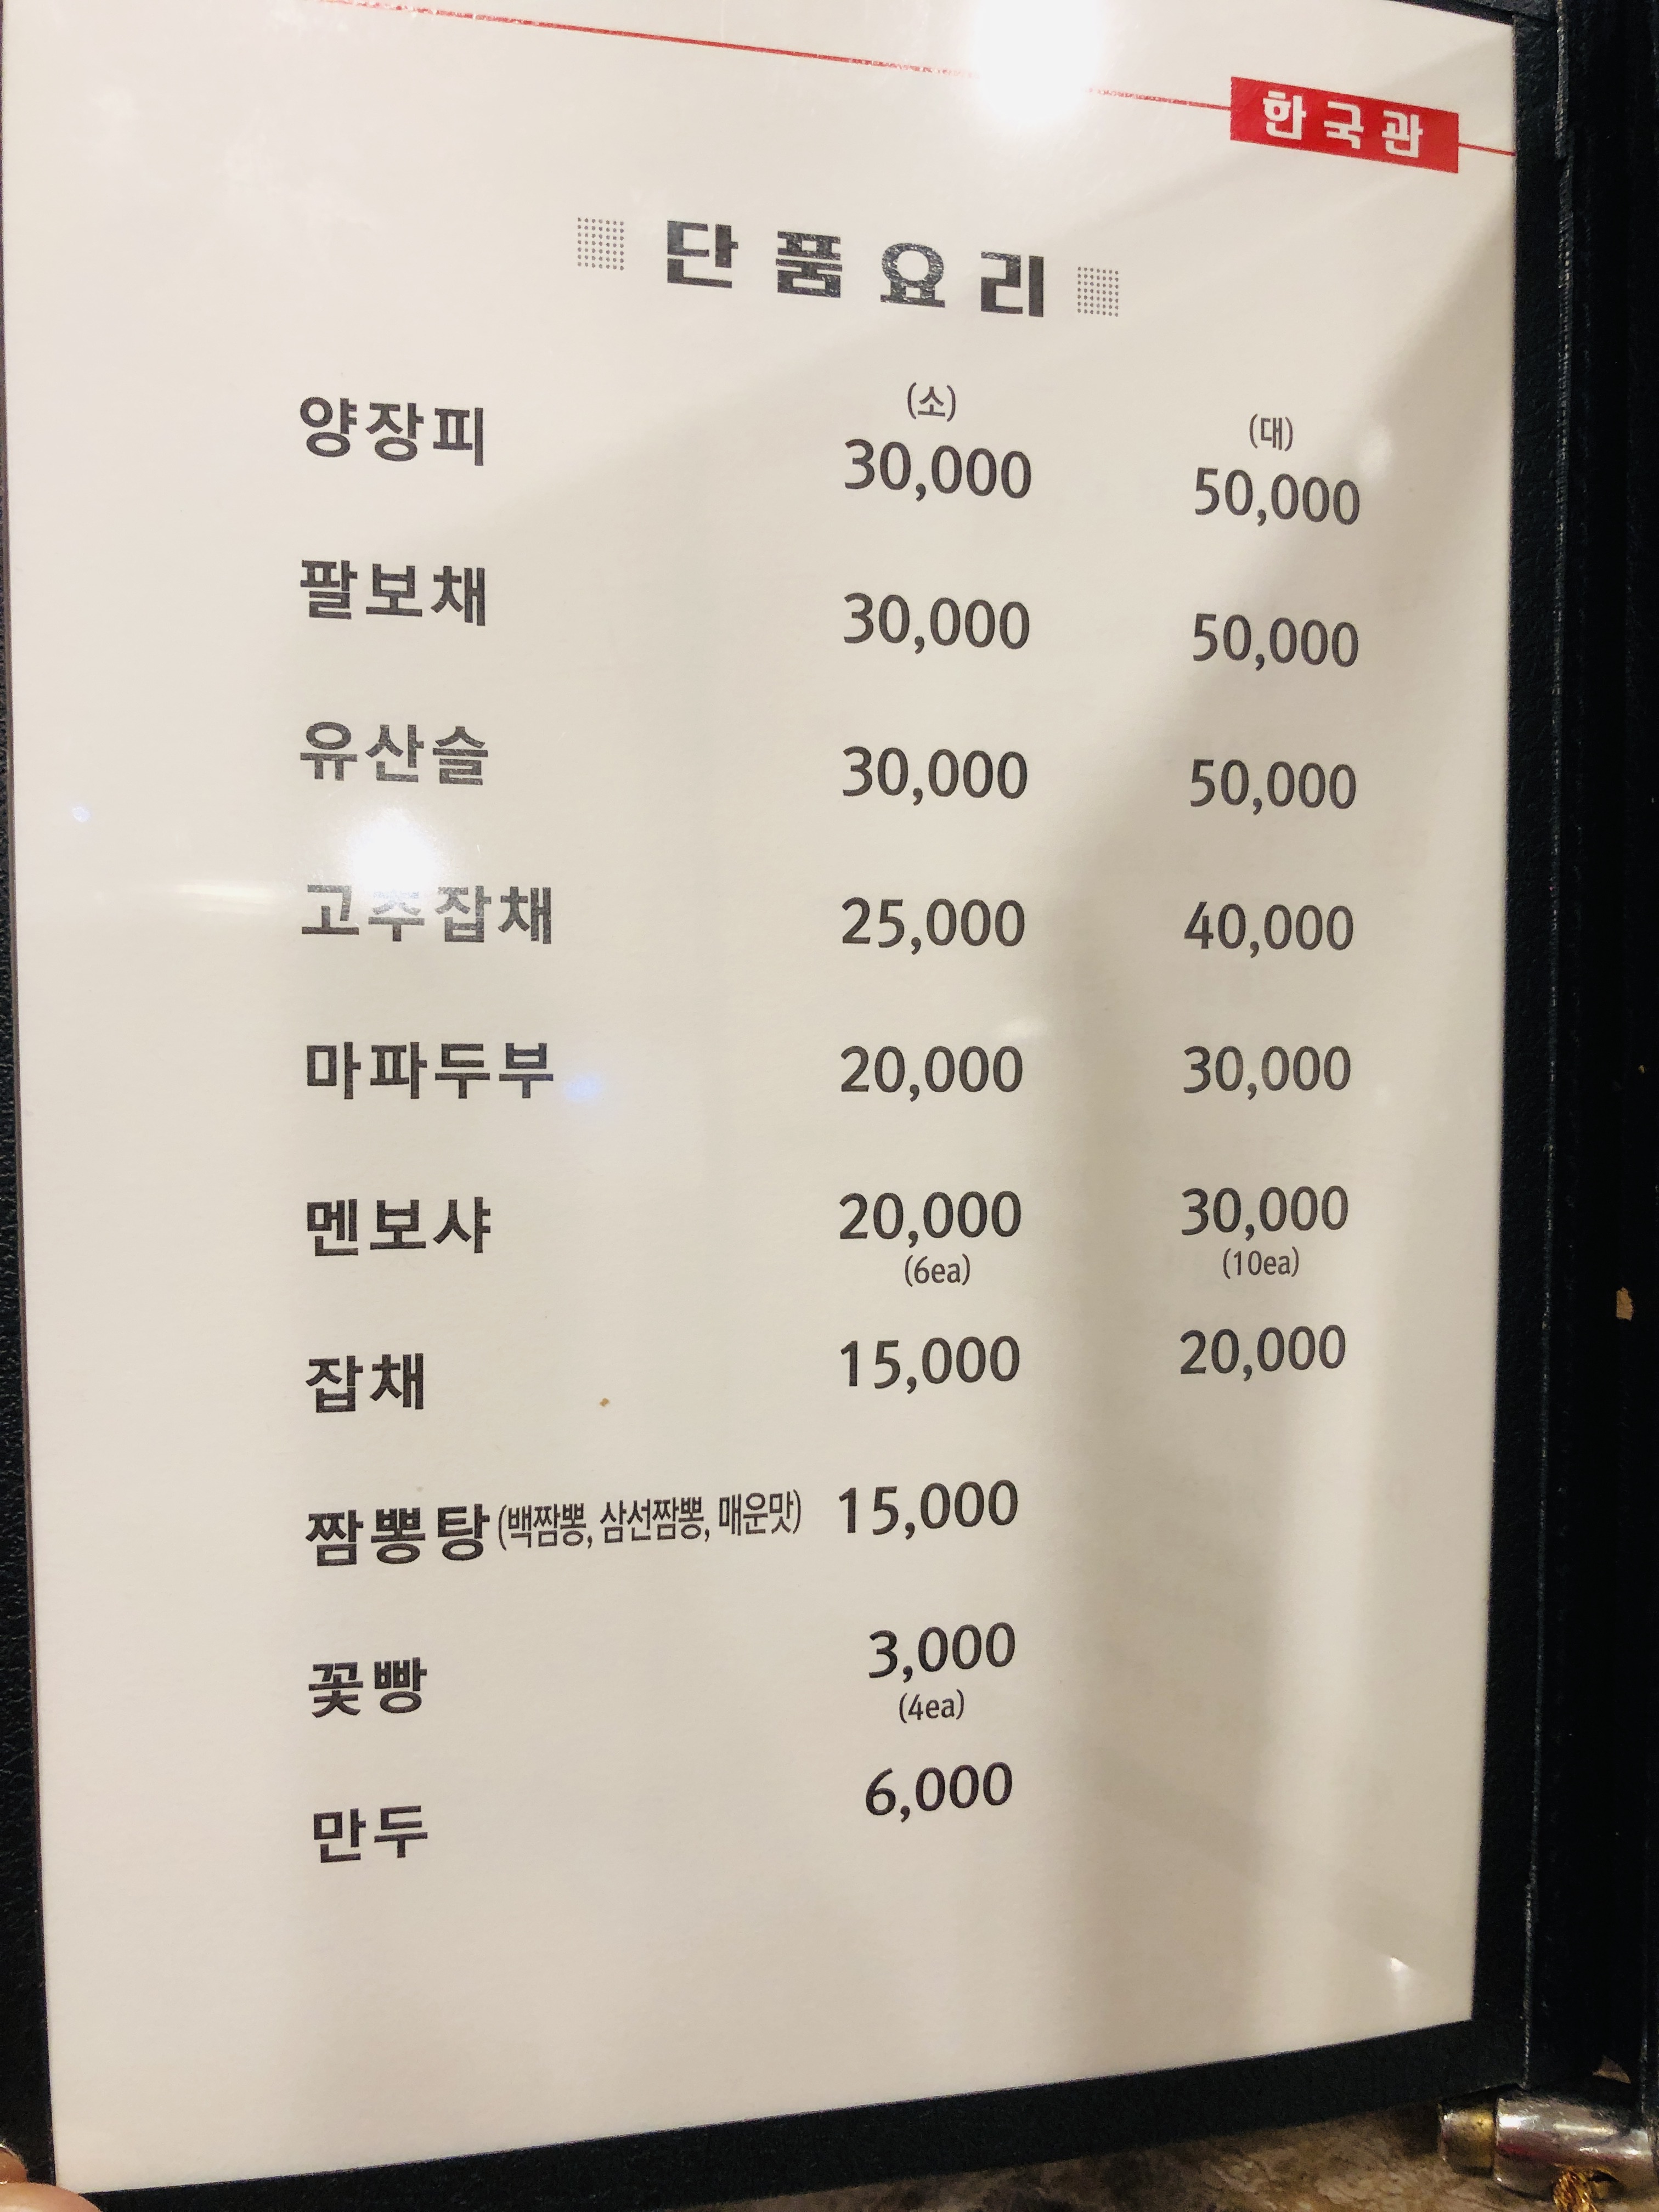 한국관
단품요리
(소) (대)
양장피 30,000 50,000
팔보채 30,000 50,000
유산슬 30,000 50,000
고추잡채 25,000 40,000
마파두부 20,000 30,000
멘보샤 20,000 30,000
(6ea) (10ea)
잡채 15,000 20,000
짬뽕탕(백짬뽕, 삼선짬뽕, 매운맛) 15,000
꽃빵 3,000
(4ea)
만두 6,000